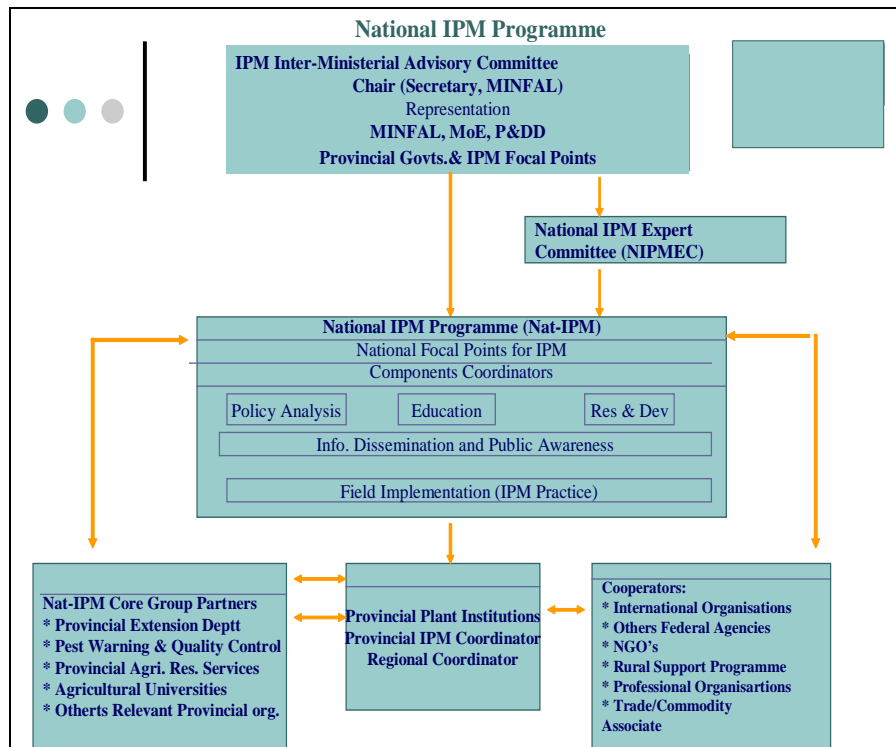 National IPM Programme
IPM Inter-Ministerial Advisory Committee
Chair (Secretary, MINFAL)
Representation
MINFAL, MoE, P&DD
Provincial Govts.& IPM Focal Points
National IPM Expert
Committee (NIPMEC)
National IPM Programme (Nat-IPM)
National Focal Points for IPM
Components Coordinators
Policy Analysis
Education
Res & Dev
Info. Dissemination and Public Awareness
Field Implementation (IPM Practice)
Nat-IPM Core Group Partners
* Provincial Extension Deptt
* Pest Warning & Quality Control
* Provincial Agri. Res. Services
* Agricultural Universities
* Otherts Relevant Provincial org.
Provincial Plant Institutions
Provincial IPM Coordinator
Regional Coordinator
Cooperators:
* International Organisations
* Others Federal Agencies
* NGO's
* Rural Support Programme
* Professional Organisartions
* Trade/Commodity
Associate